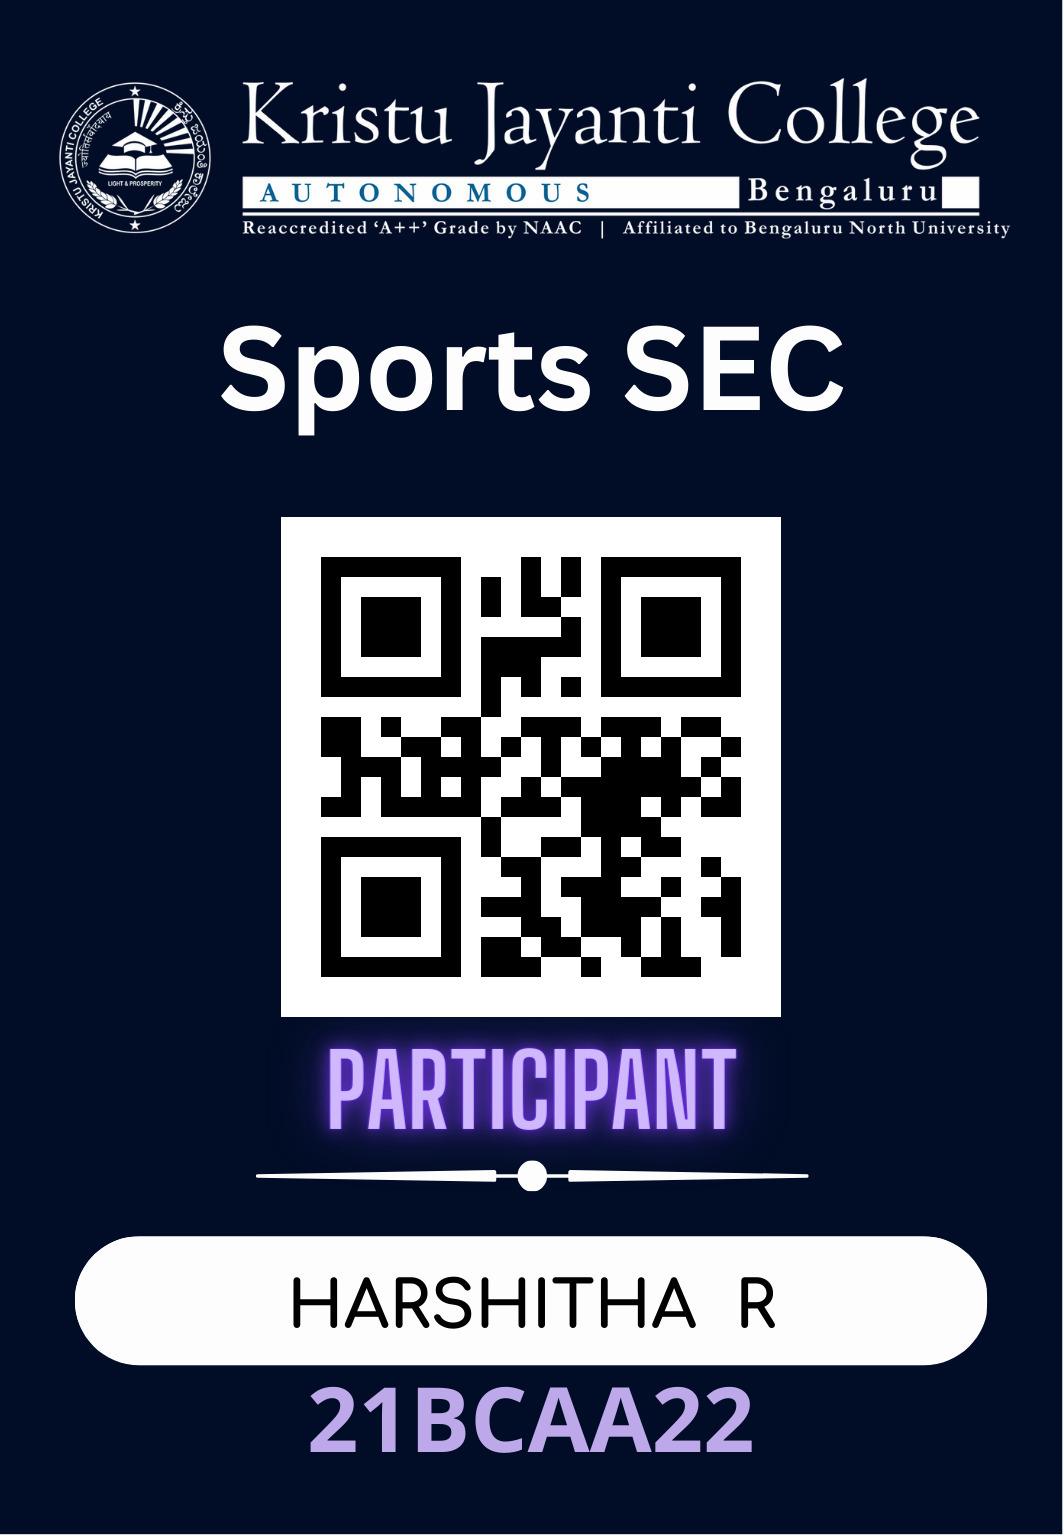 KRISTU JAYANTI COLLEGE
ಕ್ರಿಸ್ತು ಜಯಂತಿ ಕಾಲೇಜು
LIGHT & PROSPERITY
Kristu Jayanti College
AUTONOMOUS Bengaluru
Reaccredited ‘A++’ Grade by NAAC | Affiliated to Bengaluru North University
Sports SEC
PARTICIPANT
HARSHITHA R
21BCAA22